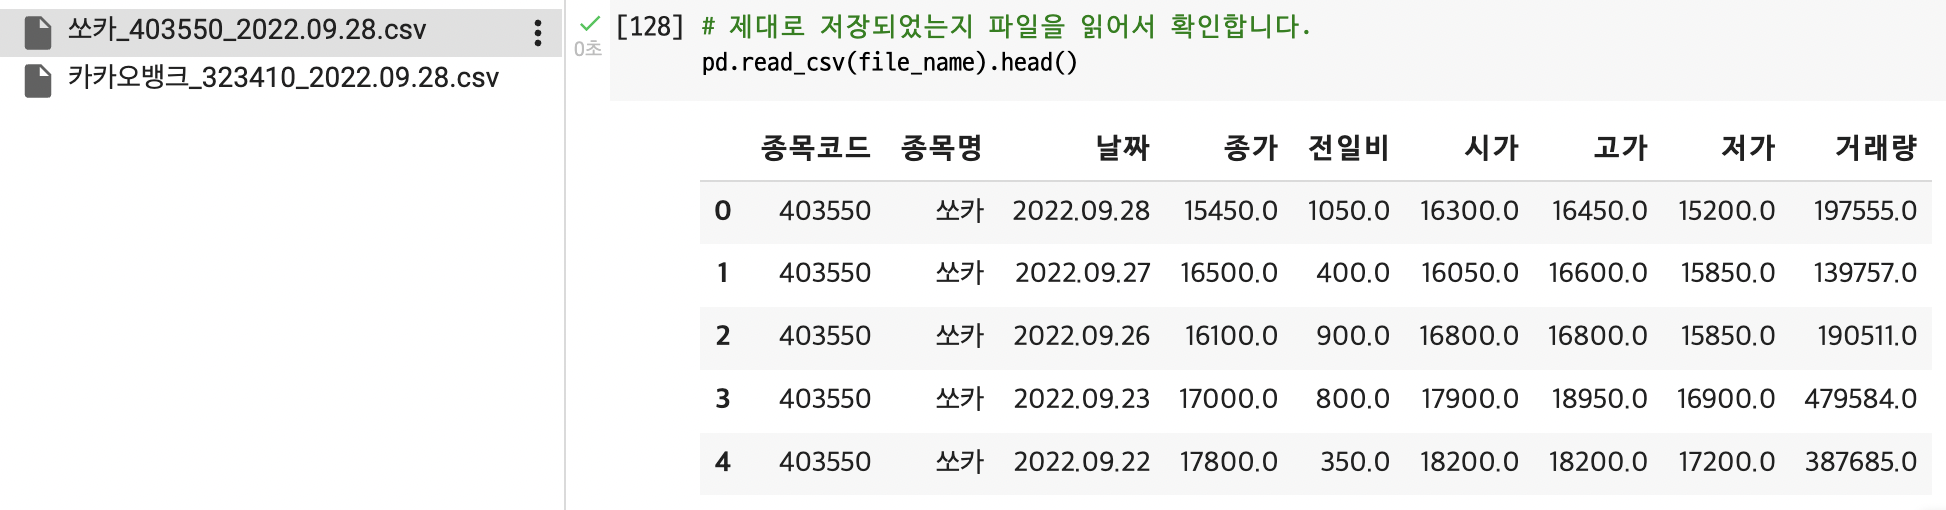 쏘카_403550_2022.09.28.csv
카카오뱅크_323410_2022.09.28.csv
0초
[128] # 제대로 저장되었는지 파일을 읽어서 확인합니다.
pd.read_csv(file_name).head()
종목코드 종목명 날짜 종가 전일비 시가 고가 저가 거래량
0 403550 쏘카 2022.09.28 15450.0 1050.0 16300.0 16450.0 15200.0 197555.0
1 403550 쏘카 2022.09.27 16500.0 400.0 16050.0 16600.0 15850.0 139757.0
2 403550 쏘카 2022.09.26 16100.0 900.0 16800.0 16800.0 15850.0 190511.0
3 403550 쏘카 2022.09.23 17000.0 800.0 17900.0 18950.0 16900.0 479584.0
4 403550 쏘카 2022.09.22 17800.0 350.0 18200.0 18200.0 17200.0 387685.0